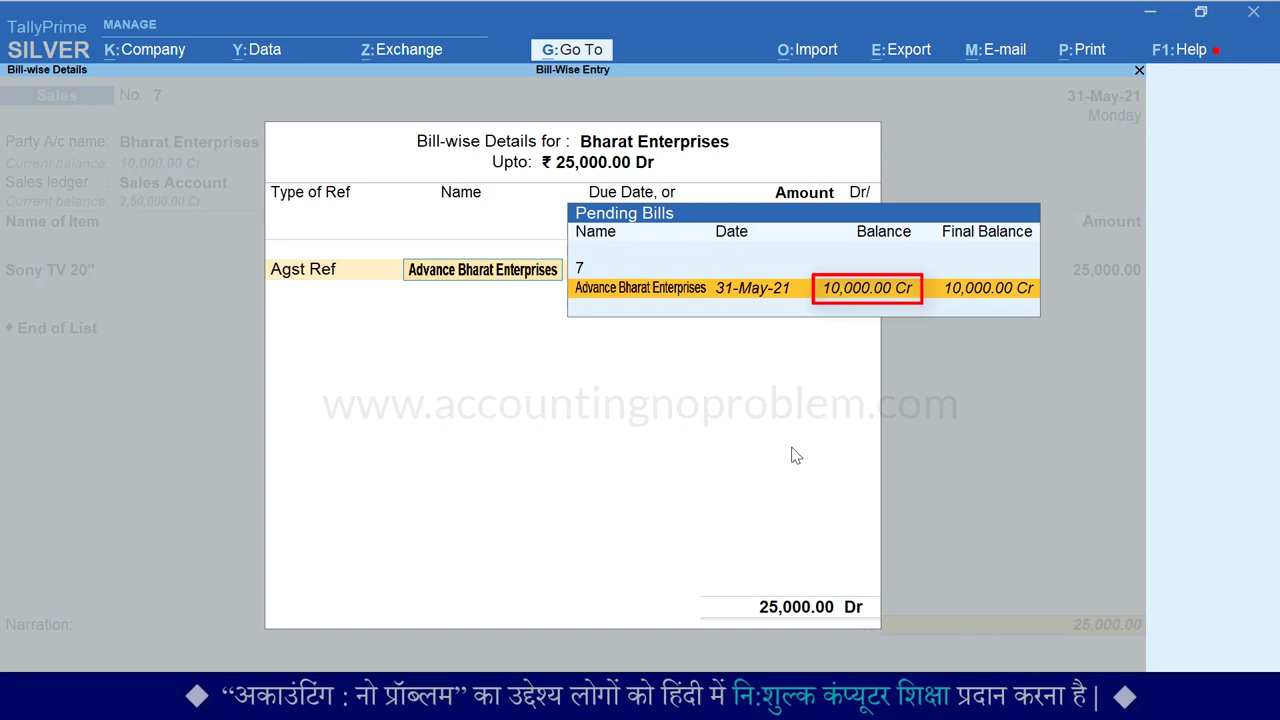 TallyPrime MANAGE
SILVER K:Company Y:Data Z:Exchange G:Go To O:Import E:Export M:E-mail P:Print F1:Help
Bill-wise Details Bill-Wise Entry
Sales No. 7 31-May-21
Monday
Party A/c name: Bharat Enterprises
Current balance: 10,000.00 Cr
Sales ledger : Sales Account
Current balance: 2,50,000.00 Cr
Name of Item Amount
Sony TV 20" 25,000.00
End of List
Bill-wise Details for : Bharat Enterprises
Upto: ₹ 25,000.00 Dr
Type of Ref Name Due Date, or Amount Dr/
Agst Ref Advance Bharat Enterprises
Pending Bills
Name Date Balance Final Balance
7
Advance Bharat Enterprises 31-May-21 10,000.00 Cr 10,000.00 Cr
www.accountingnoproblem.com
25,000.00 Dr
Narration: 25,000.00
“अकाउंटिंग : नो प्रॉब्लम” का उद्देश्य लोगों को हिंदी में नि:शुल्क कंप्यूटर शिक्षा प्रदान करना है |